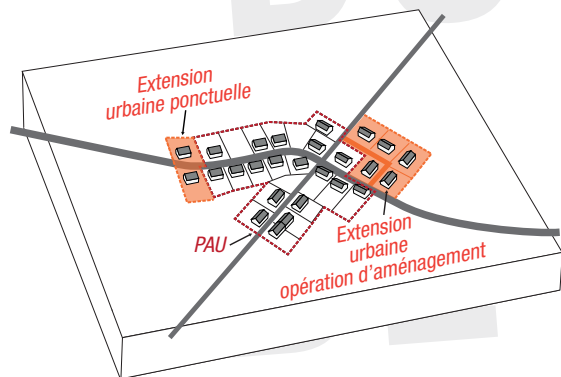 Extension
urbaine ponctuelle
PAU
Extension
urbaine
opération d'aménagement